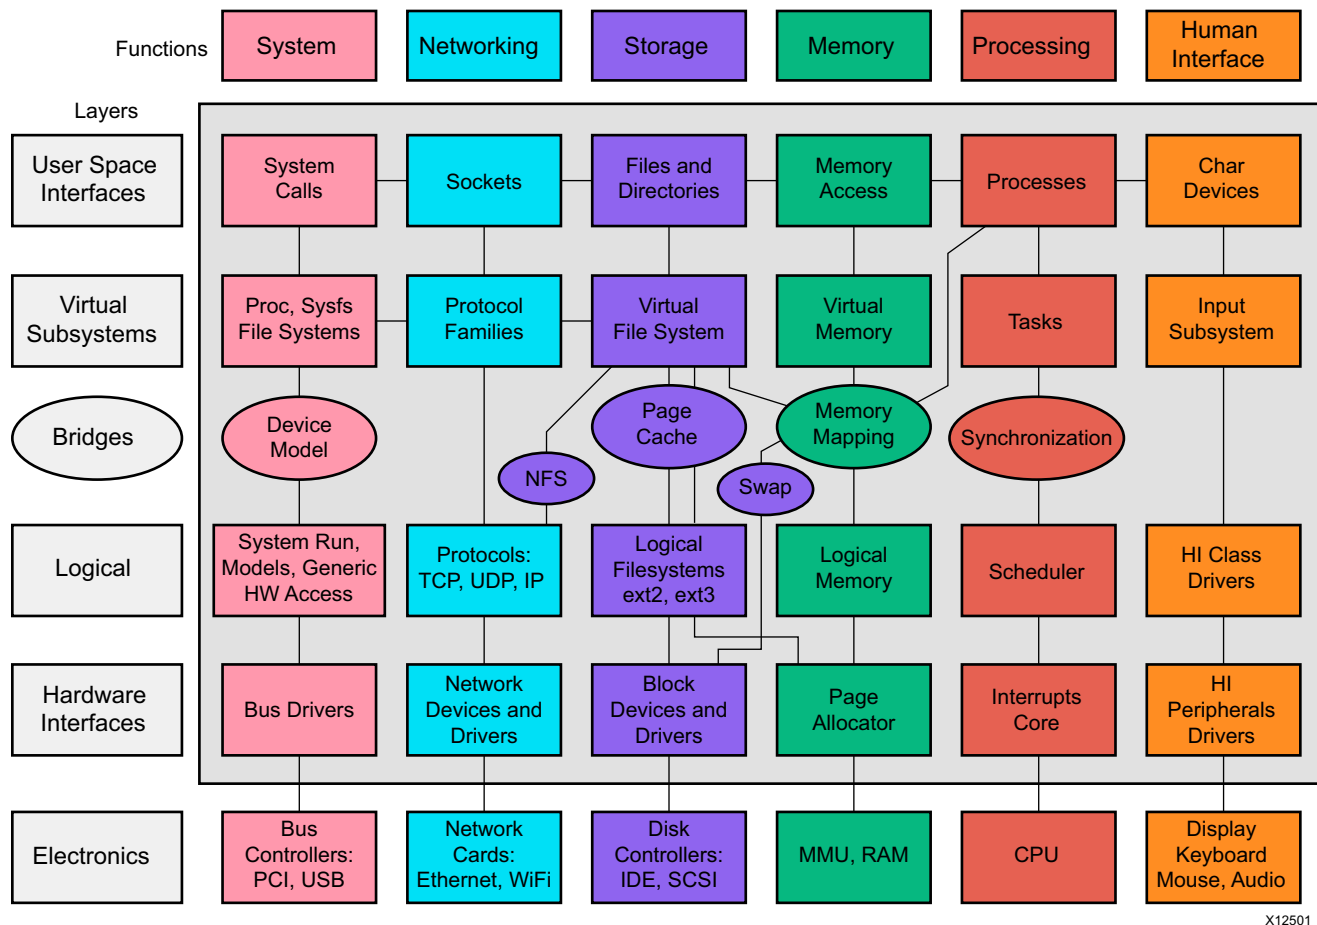 Functions
System
Networking
Storage
Memory
Processing
Human
Interface
Layers
User Space
Interfaces
System
Calls
Sockets
Files and
Directories
Memory
Access
Processes
Char
Devices
Virtual
Subsystems
Proc, Sysfs
File Systems
Protocol
Families
Virtual
File System
Virtual
Memory
Tasks
Input
Subsystem
Bridges
Device
Model
NFS
Page
Cache
Swap
Memory
Mapping
Synchronization
Logical
System Run,
Models, Generic
HW Access
Protocols:
TCP, UDP, IP
Logical
Filesystems
ext2, ext3
Logical
Memory
Scheduler
HI Class
Drivers
Hardware
Interfaces
Bus Drivers
Network
Devices and
Drivers
Block
Devices and
Drivers
Page
Allocator
Interrupts
Core
HI
Peripherals
Drivers
Electronics
Bus
Controllers:
PCI, USB
Network
Cards:
Ethernet, WiFi
Disk
Controllers:
IDE, SCSI
MMU, RAM
CPU
Display
Keyboard
Mouse, Audio
X12501